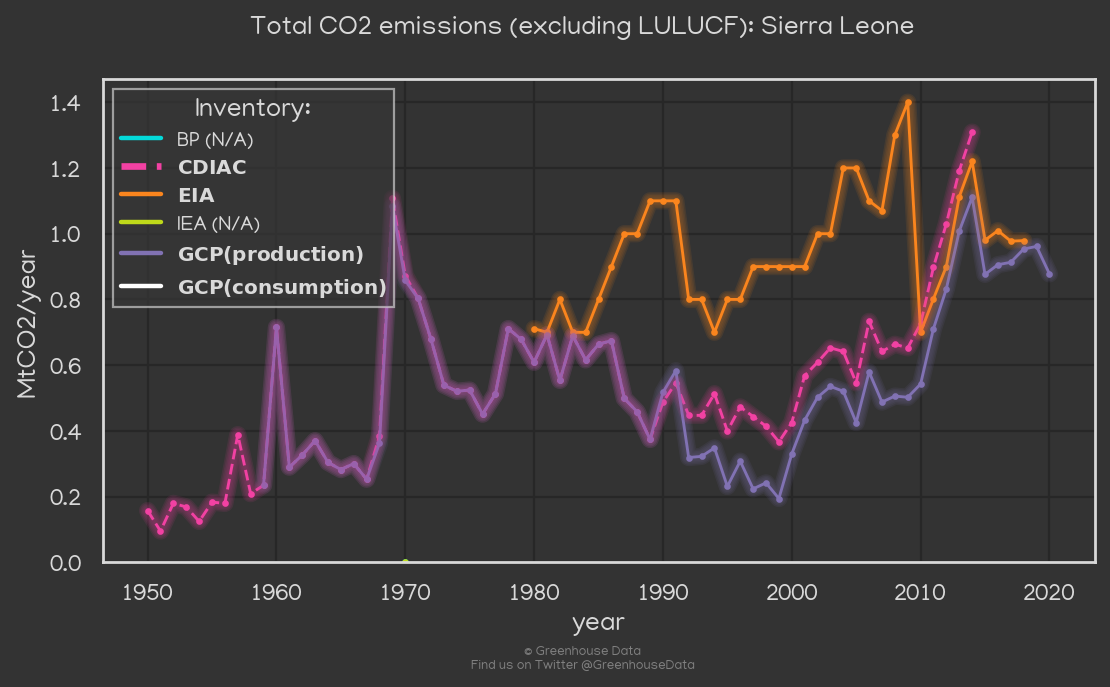 Total CO2 emissions (excluding LULUCF): Sierra Leone
Inventory:
BP (N/A)
CDIAC
EIA
IEA (N/A)
GCP(production)
GCP(consumption)
MtCO2/year
1.4
1.2
1.0
0.8
0.6
0.4
0.2
0.0
1950 1960 1970 1980 1990 2000 2010 2020
year
© Greenhouse Data
Find us on Twitter @GreenhouseData